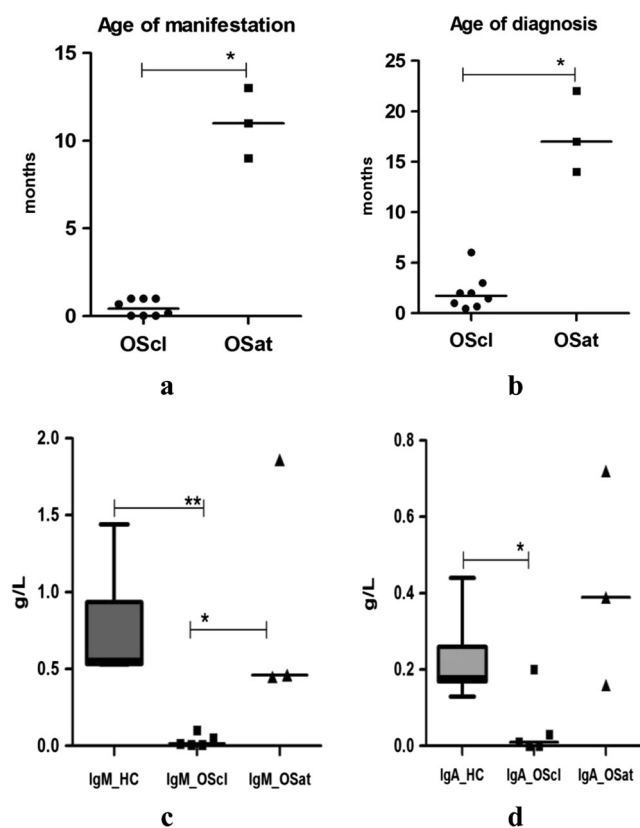 Age of manifestation
*
15
10
5
0
months
OScl OSat
a
Age of diagnosis
*
25
20
15
10
5
0
months
OScl OSat
b
2.0
1.5
1.0
0.5
0.0
g/L
**
*
IgM_HC IgM_OScl IgM_OSat
c
0.8
0.6
0.4
0.2
0.0
g/L
*
IgA_HC IgA_OScl IgA_OSat
d